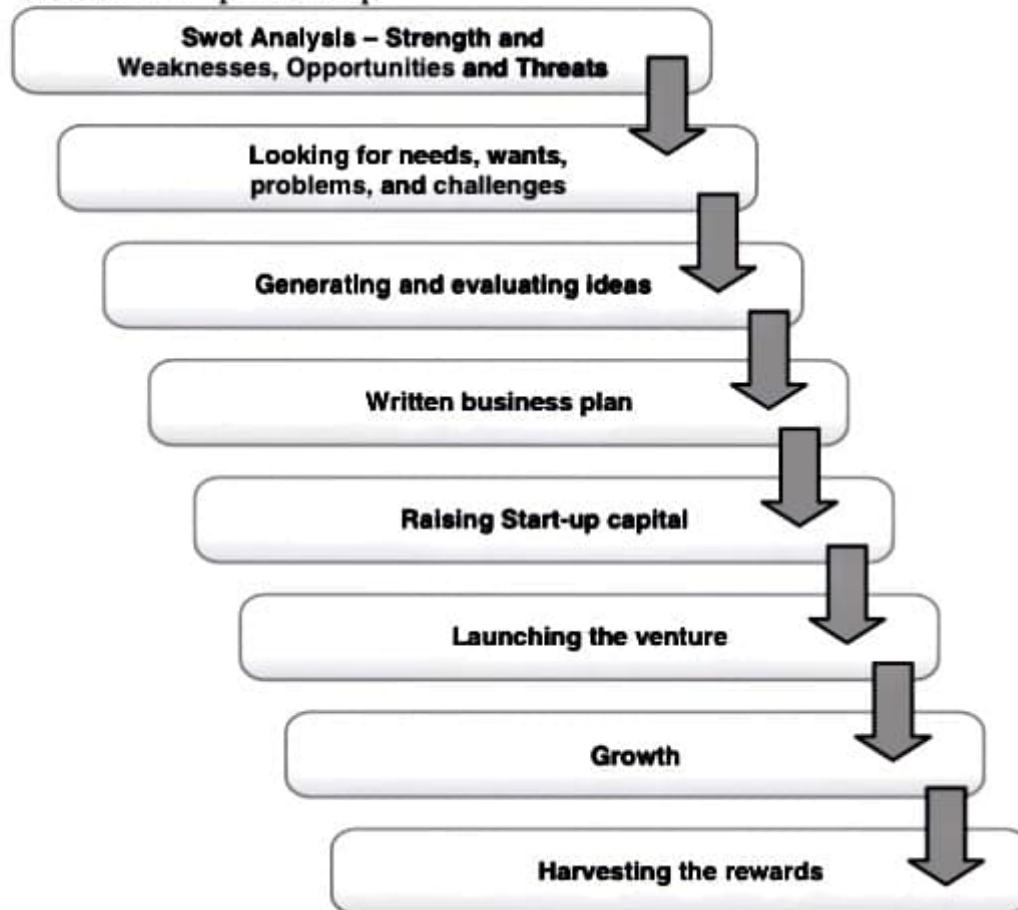 Swot Analysis – Strength and
Weaknesses, Opportunities and Threats
Looking for needs, wants,
problems, and challenges
Generating and evaluating ideas
Written business plan
Raising Start-up capital
Launching the venture
Growth
Harvesting the rewards